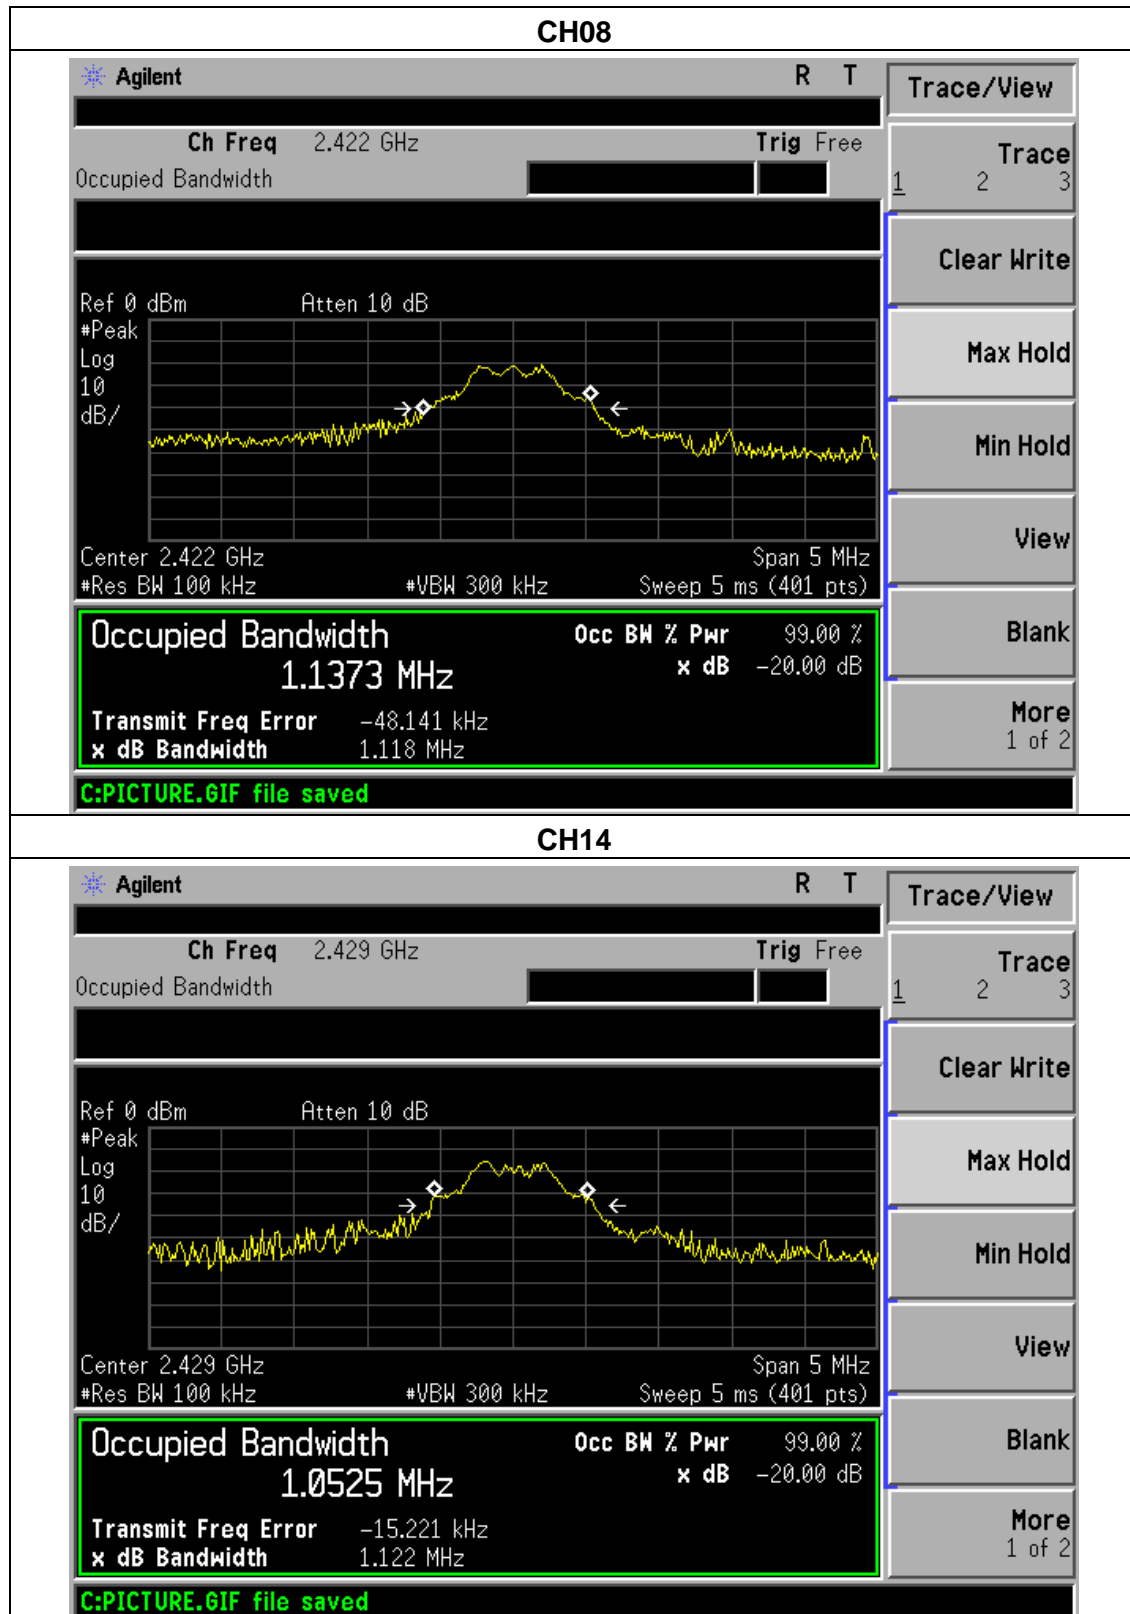 CH08
Agilent R T
Trace/View
Ch Freq 2.422 GHz Trig Free
Occupied Bandwidth
Trace
1 2 3
Clear Write
Ref 0 dBm Atten 10 dB
#Peak
Log
10
dB/
Max Hold
Min Hold
View
Center 2.422 GHz Span 5 MHz
#Res BW 100 kHz #VBW 300 kHz Sweep 5 ms (401 pts)
Occupied Bandwidth Occ BW % Pwr 99.00 %
1.1373 MHz x dB -20.00 dB
Blank
Transmit Freq Error -48.141 kHz
x dB Bandwidth 1.118 MHz
More
1 of 2
C:PICTURE.GIF file saved
CH14
Agilent R T
Trace/View
Ch Freq 2.429 GHz Trig Free
Occupied Bandwidth
Trace
1 2 3
Clear Write
Ref 0 dBm Atten 10 dB
#Peak
Log
10
dB/
Max Hold
Min Hold
View
Center 2.429 GHz Span 5 MHz
#Res BW 100 kHz #VBW 300 kHz Sweep 5 ms (401 pts)
Occupied Bandwidth Occ BW % Pwr 99.00 %
1.0525 MHz x dB -20.00 dB
Blank
Transmit Freq Error -15.221 kHz
x dB Bandwidth 1.122 MHz
More
1 of 2
C:PICTURE.GIF file saved